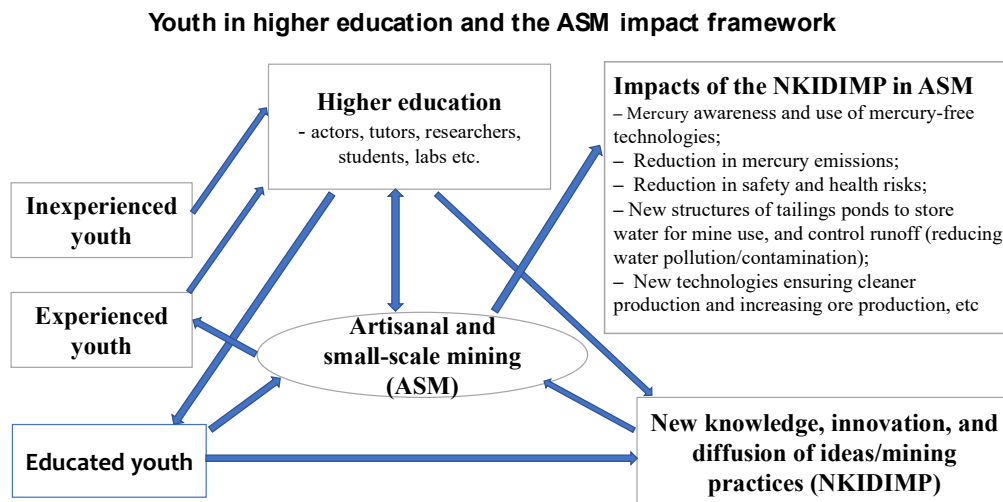 Youth in higher education and the ASM impact framework
Higher education
- actors, tutors, researchers,
students, labs etc.
Impacts of the NKIDIMP in ASM
– Mercury awareness and use of mercury-free
technologies;
– Reduction in mercury emissions;
– Reduction in safety and health risks;
– New structures of tailings ponds to store
water for mine use, and control runoff (reducing
water pollution/contamination);
– New technologies ensuring cleaner
production and increasing ore production, etc
Inexperienced
youth
Experienced
youth
Artisanal and
small-scale mining
(ASM)
Educated youth
New knowledge, innovation, and
diffusion of ideas/mining
practices (NKIDIMP)